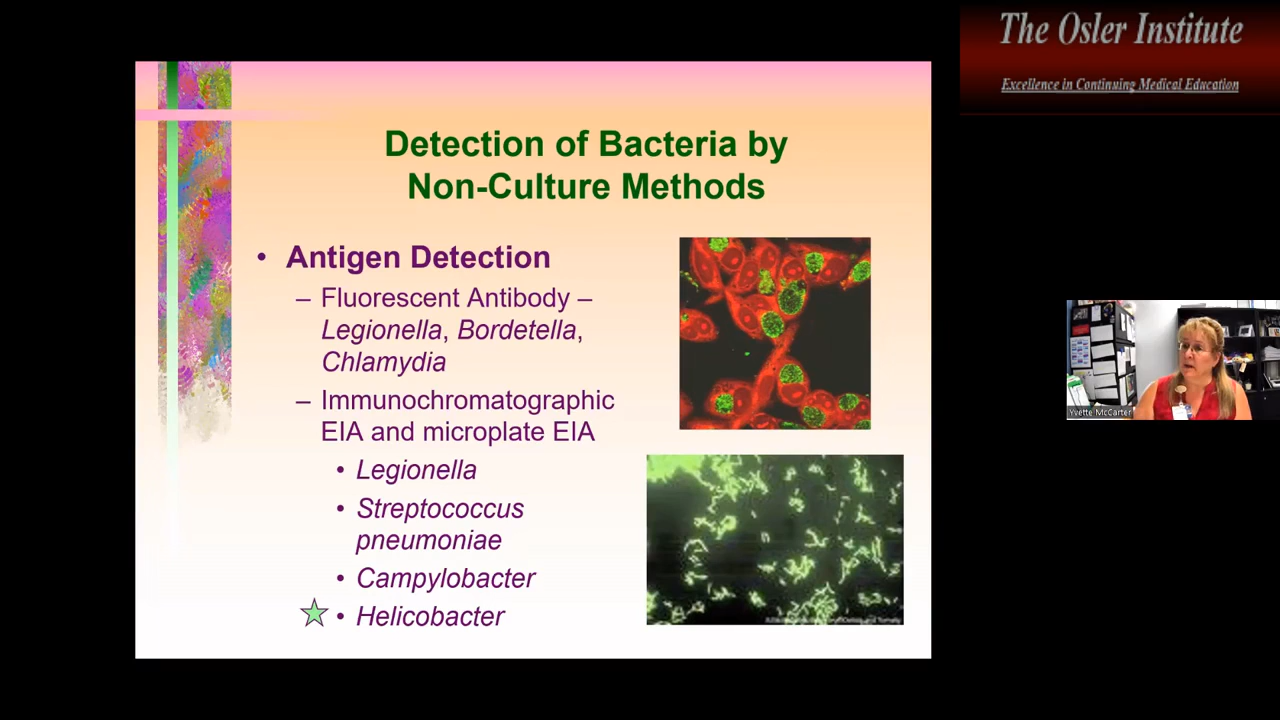 The Osler Institute
Excellence in Continuing Medical Education
Detection of Bacteria by
Non-Culture Methods
• Antigen Detection
– Fluorescent Antibody –
Legionella, Bordetella,
Chlamydia
– Immunochromatographic
EIA and microplate EIA
• Legionella
• Streptococcus
pneumoniae
• Campylobacter
• Helicobacter
Yvette McCarter